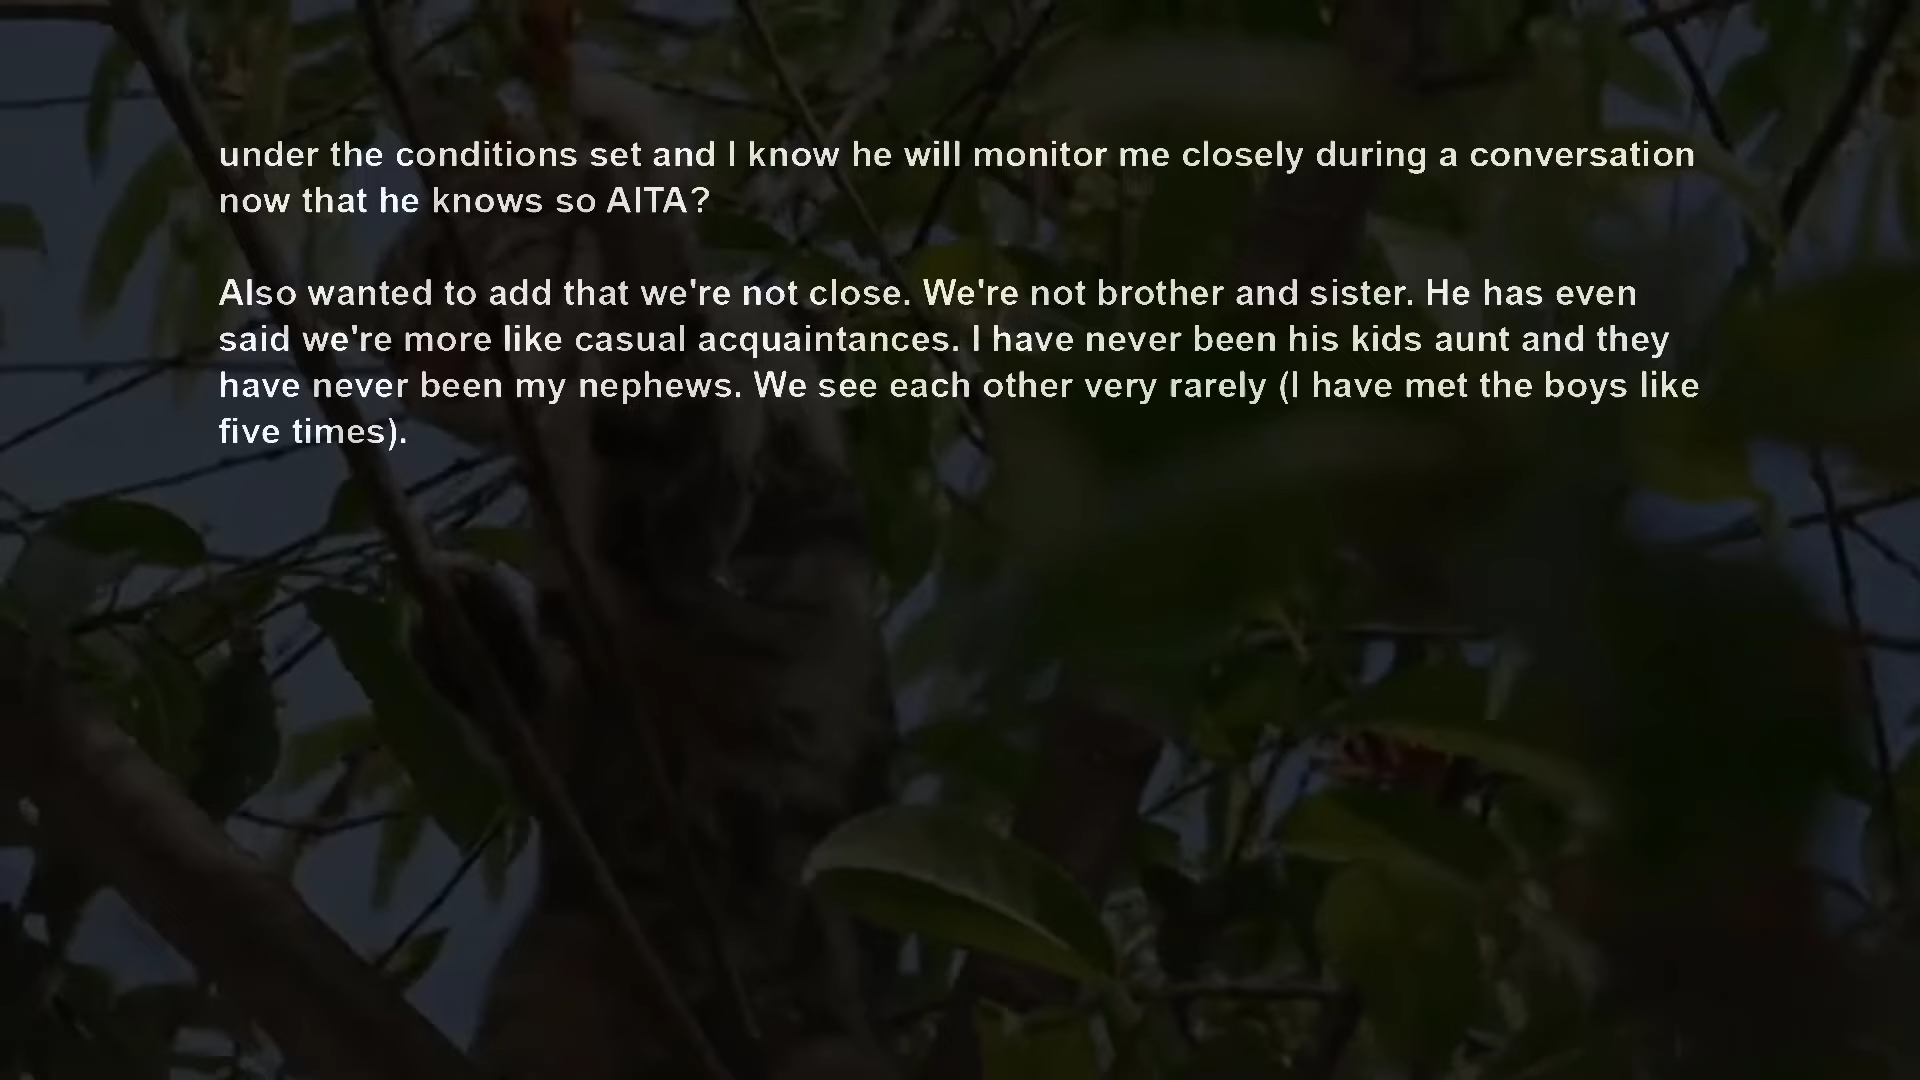 under the conditions set and I know he will monitor me closely during a conversation
now that he knows so AITA?
Also wanted to add that we're not close. We're not brother and sister. He has even
said we're more like casual acquaintances. I have never been his kids aunt and they
have never been my nephews. We see each other very rarely (I have met the boys like
five times).